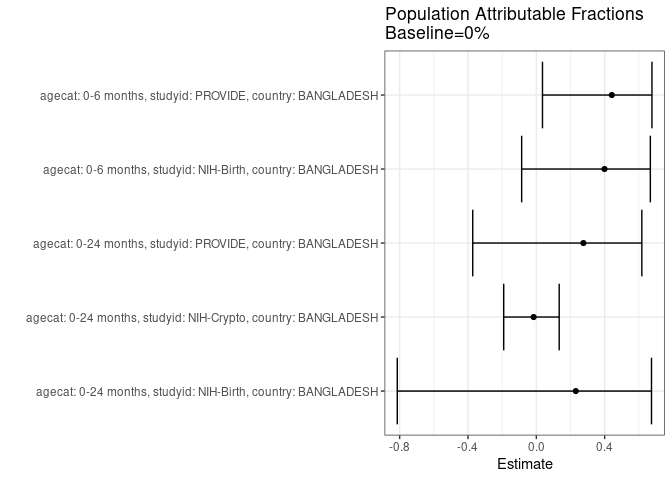 Population Attributable Fractions
Baseline=0%
agecat: 0-6 months, studyid: PROVIDE, country: BANGLADESH
agecat: 0-6 months, studyid: NIH-Birth, country: BANGLADESH
agecat: 0-24 months, studyid: PROVIDE, country: BANGLADESH
agecat: 0-24 months, studyid: NIH-Crypto, country: BANGLADESH
agecat: 0-24 months, studyid: NIH-Birth, country: BANGLADESH
-0.8 -0.4 0.0 0.4
Estimate